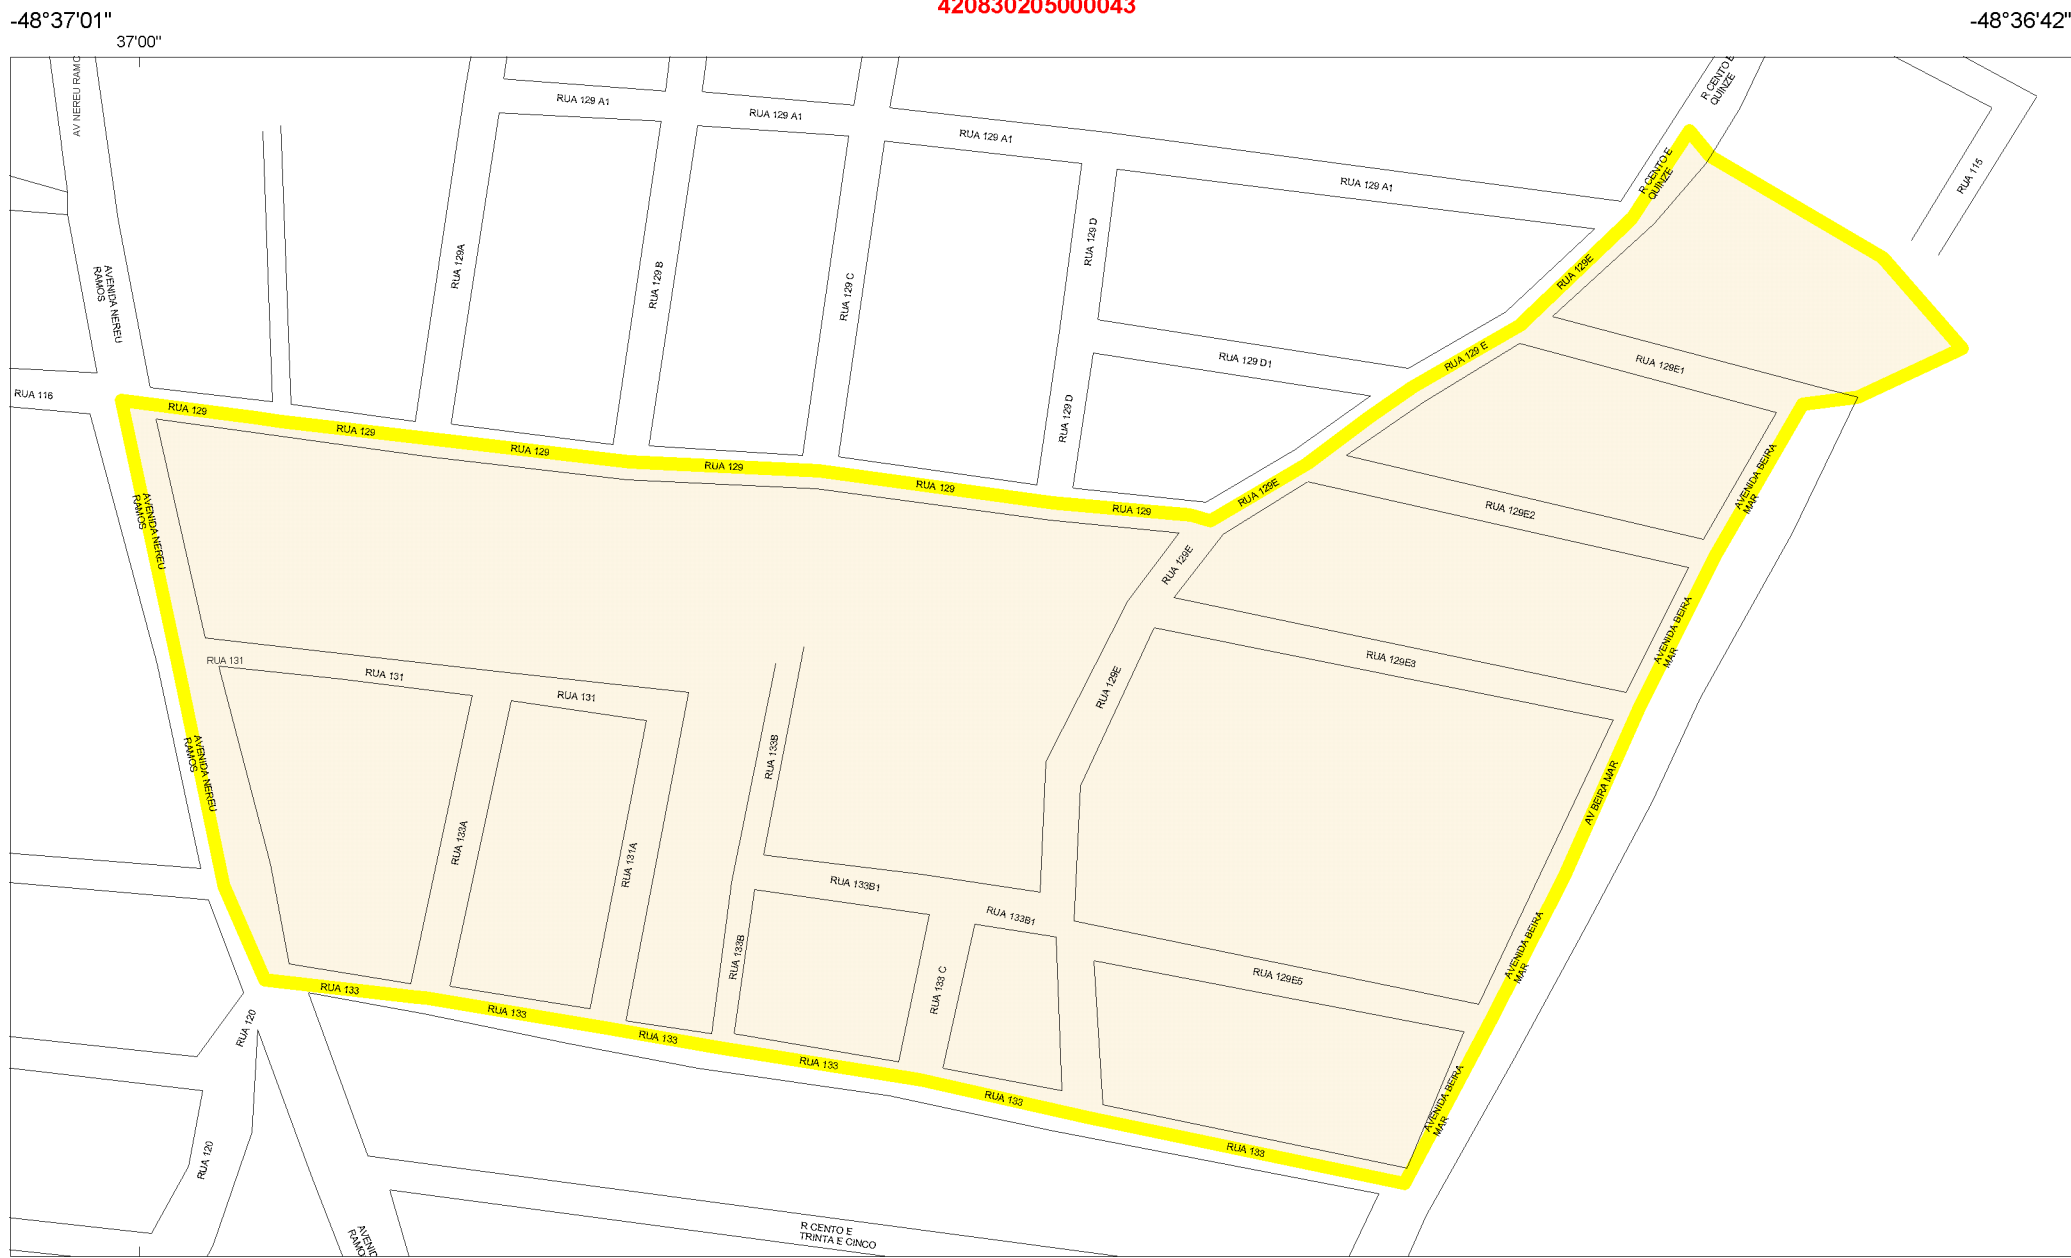 420830205000043
-48°37'01"
-48°36'42"
37'00"
AV NEREU RAMO
R CENTO E
QUINZE
RUA 129 A1
RUA 129 A1
RUA 129 A1
RUA 129 A1
R CENTO E
QUINZE
RUA 115
AVENIDA NEREU
RAMOS
RUA 129A
RUA 129 B
RUA 129 C
RUA 129 D
RUA 129E
RUA 129 D1
RUA 129 E
RUA 129E1
RUA 116
RUA 129
RUA 129
RUA 129
RUA 129
RUA 129
RUA 129
RUA 129 D
RUA 129E
RUA 129E2
AVENIDA BEIRA
MAR
AVENIDA NEREU
RAMOS
RUA 129E
RUA 129E3
AVENIDA BEIRA
MAR
RUA 131
RUA 131
RUA 131
RUA 129E
RUA 133B
AVENIDA NEREU
RAMOS
AV BEIRA MAR
RUA 133A
RUA 131A
RUA 133B1
RUA 133B1
RUA 133B
RUA 133 C
RUA 129E5
AVENIDA BEIRA
MAR
RUA 133
RUA 133
RUA 133
RUA 133
RUA 133
RUA 133
RUA 120
AVENIDA BEIRA
MAR
RUA 120
R CENTO E
TRINTA E CINCO
AVENID
RAMO